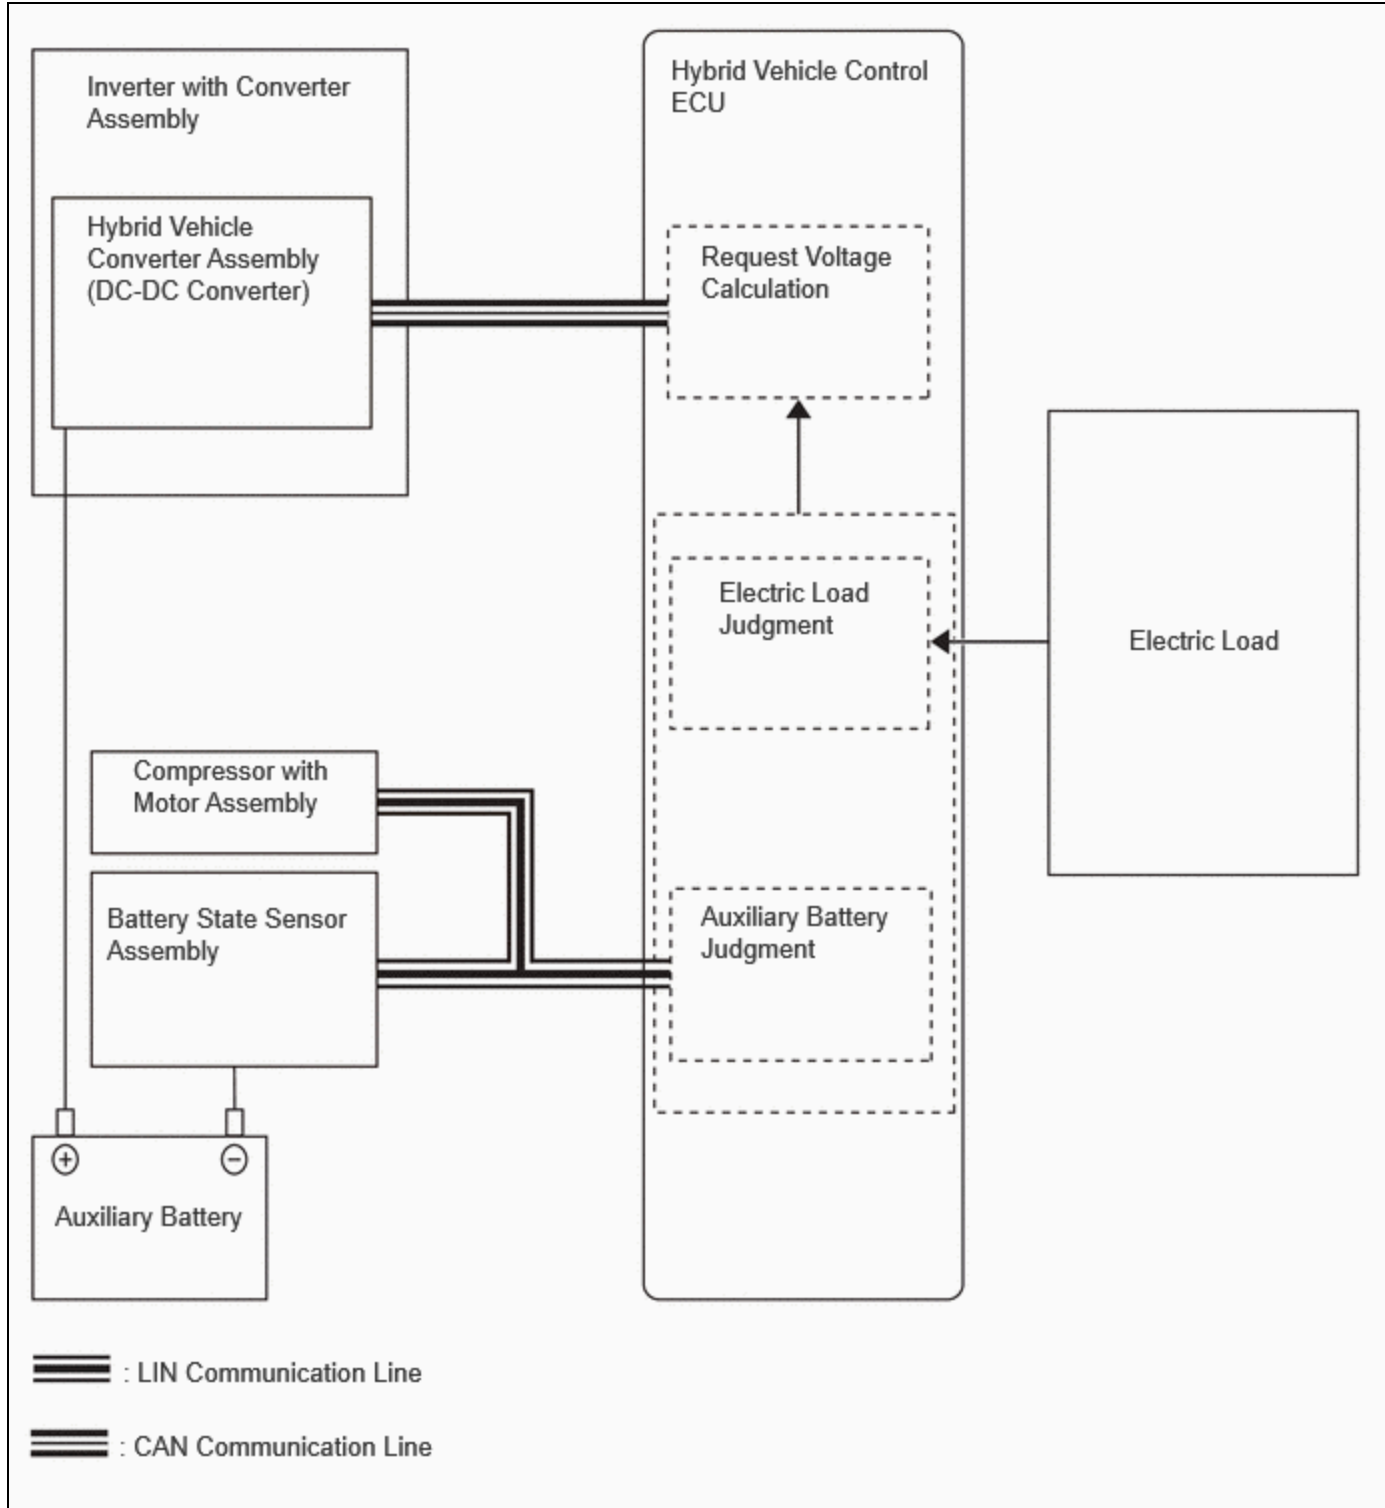 Inverter with Converter
Assembly
Hybrid Vehicle
Converter Assembly
(DC-DC Converter)
Hybrid Vehicle Control
ECU
Request Voltage
Calculation
Electric Load
Judgment
Electric Load
Compressor with
Motor Assembly
Battery State Sensor
Assembly
Auxiliary Battery
Judgment
+
−
Auxiliary Battery
: LIN Communication Line
: CAN Communication Line